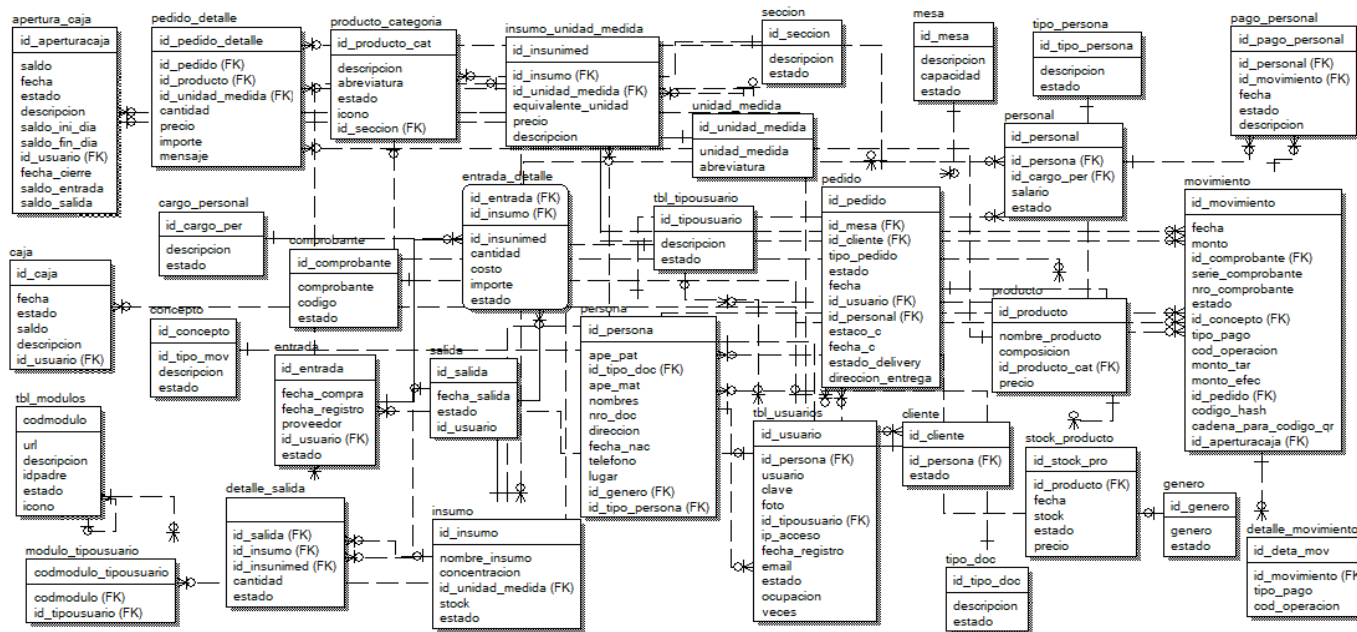 apertura_caja
id_aperturacaja
saldo
fecha
estado
descripcion
saldo_ini_dia
saldo_fin_dia
id_usuario (FK)
fecha_cierre
saldo_entrada
saldo_salida
pedido_detalle
id_pedido_detalle
id_pedido (FK)
id_producto (FK)
id_unidad_medida (FK)
cantidad
precio
importe
mensaje
producto_categoria
id_producto_cat
descripcion
abreviatura
estado
icono
id_seccion (FK)
insumo_unidad_medida
id_insunimed
id_insumo (FK)
id_unidad_medida (FK)
equivalente_unidad
precio
descripcion
seccion
id_seccion
descripcion
estado
unidad_medida
id_unidad_medida
unidad_medida
abreviatura
mesa
id_mesa
descripcion
capacidad
estado
tipo_persona
id_tipo_persona
descripcion
estado
pago_personal
id_pago_personal
id_personal (FK)
id_movimiento (FK)
fecha
estado
descripcion
personal
id_personal
id_persona (FK)
id_cargo_per (FK)
salario
estado
cargo_personal
id_cargo_per
descripcion
estado
comprobante
id_comprobante
comprobante
codigo
estado
entrada_detalle
id_entrada (FK)
id_insumo (FK)
id_insunimed
cantidad
costo
importe
estado
tbl_tipousuario
id_tipousuario
descripcion
estado
pedido
id_pedido
id_mesa (FK)
id_cliente (FK)
tipo_pedido
estado
fecha
id_usuario (FK)
id_personal (FK)
estaco_c
fecha_c
estado_delivery
direccion_entrega
movimiento
id_movimiento
fecha
monto
id_comprobante (FK)
serie_comprobante
nro_comprobante
estado
id_concepto (FK)
tipo_pago
cod_operacion
monto_tar
monto_efec
id_pedido (FK)
codigo_hash
cadena_para_codigo_qr
id_aperturacaja (FK)
caja
id_caja
fecha
estado
saldo
descripcion
id_usuario (FK)
concepto
id_concepto
id_tipo_mov
descripcion
estado
entrada
id_entrada
fecha_compra
fecha_registro
proveedor
id_usuario (FK)
estado
salida
id_salida
fecha_salida
estado
id_usuario
persona
id_persona
ape_pat
id_tipo_doc (FK)
ape_mat
nombres
nro_doc
direccion
fecha_nac
telefono
lugar
id_genero (FK)
id_tipo_persona (FK)
producto
id_producto
nombre_producto
composicion
id_producto_cat (FK)
precio
tbl_modulos
codmodulo
url
descripcion
idpadre
estado
icono
tbl_usuarios
id_usuario
id_persona (FK)
usuario
clave
foto
id_tipousuario (FK)
ip_acceso
fecha_registro
email
estado
ocupacion
veces
cliente
id_cliente
id_persona (FK)
estado
stock_producto
id_stock_pro
id_producto (FK)
fecha
stock
estado
precio
genero
id_genero
genero
estado
detalle_salida
id_salida (FK)
id_insumo (FK)
id_insunimed (FK)
cantidad
estado
insumo
id_insumo
nombre_insumo
concentracion
id_unidad_medida (FK)
stock
estado
modulo_tipousuario
codmodulo_tipousuario
codmodulo (FK)
id_tipousuario (FK)
tipo_doc
id_tipo_doc
descripcion
estado
detalle_movimiento
id_deta_mov
id_movimiento (FK)
tipo_pago
cod_operacion